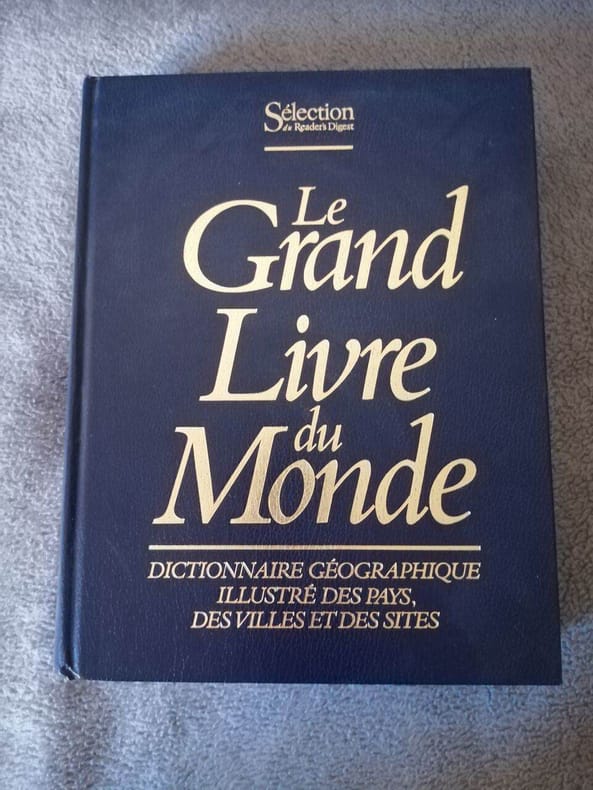 Sélection
du Reader's Digest
Le
Grand
Livre
du
Monde
DICTIONNAIRE GÉOGRAPHIQUE
ILLUSTRÉ DES PAYS,
DES VILLES ET DES SITES